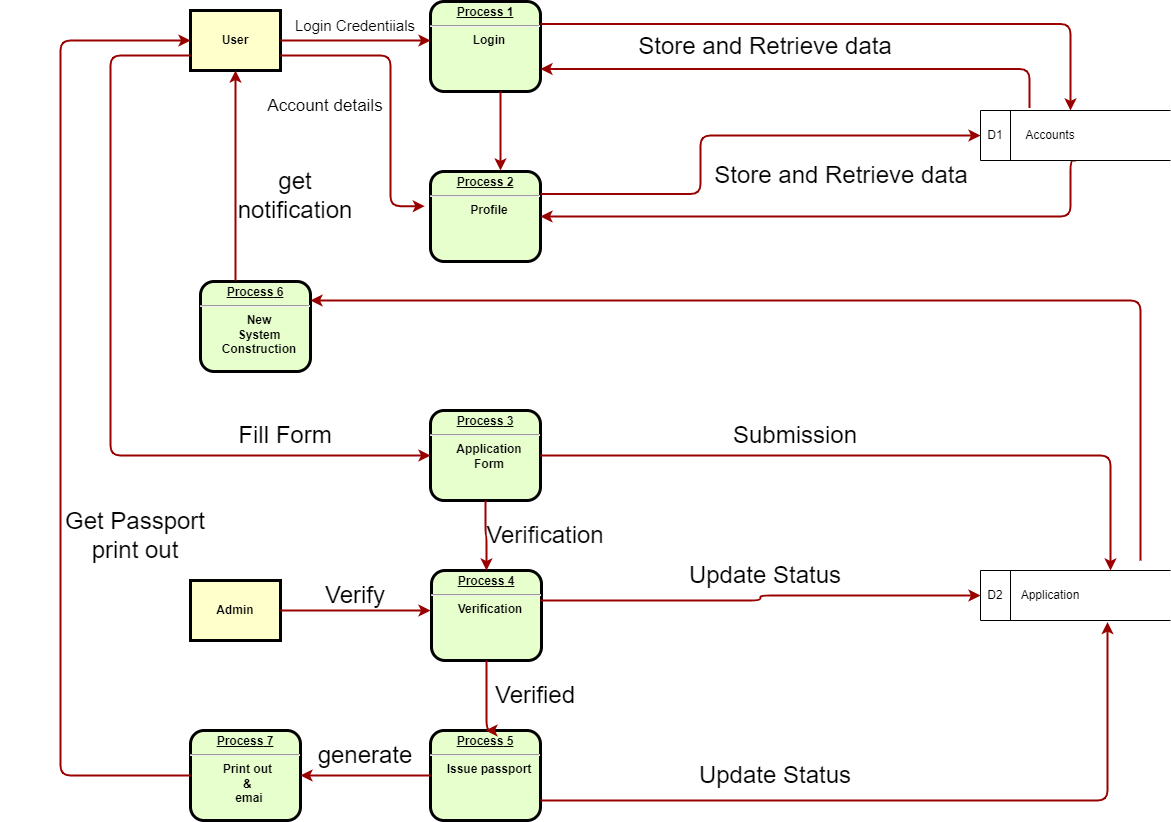 Process 1
Login
User
Login Credentiials
Store and Retrieve data
Account details
D1
Accounts
Process 2
Profile
Store and Retrieve data
get
notification
Process 6
New
System
Construction
Process 3
Application
Form
Fill Form
Submission
Get Passport
print out
Verification
Process 4
Verification
Admin
Verify
Update Status
D2
Application
Verified
Process 5
Issue passport
Process 7
Print out
&
emai
generate
Update Status